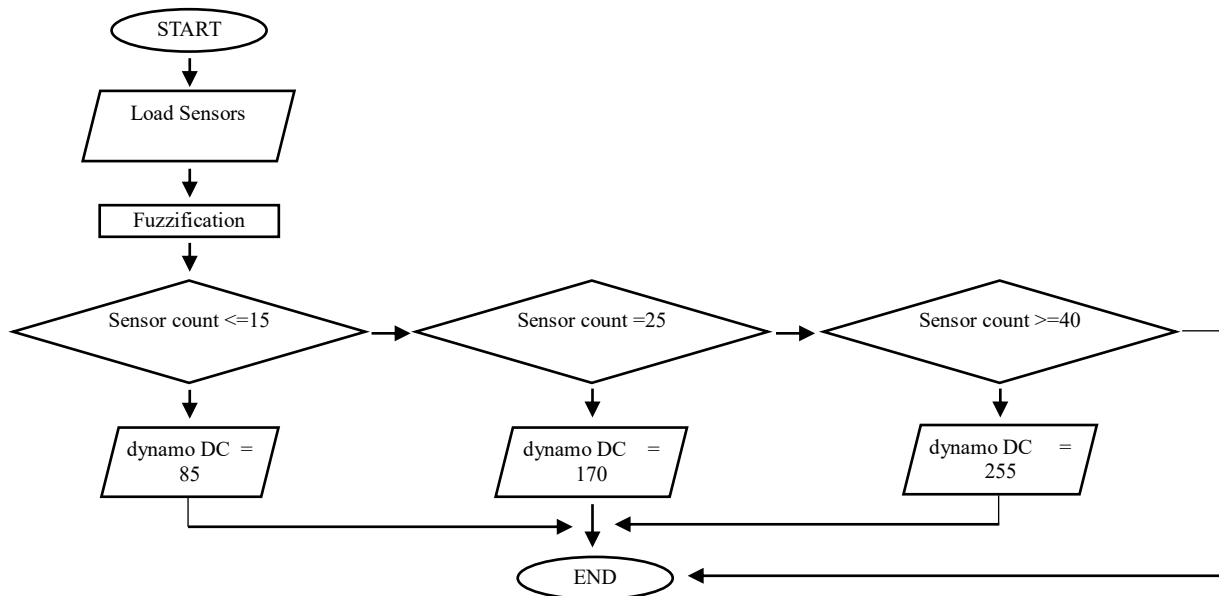 START
Load Sensors
Fuzzification
Sensor count <=15
Sensor count =25
Sensor count >=40
dynamo DC =
85
dynamo DC =
170
dynamo DC =
255
END